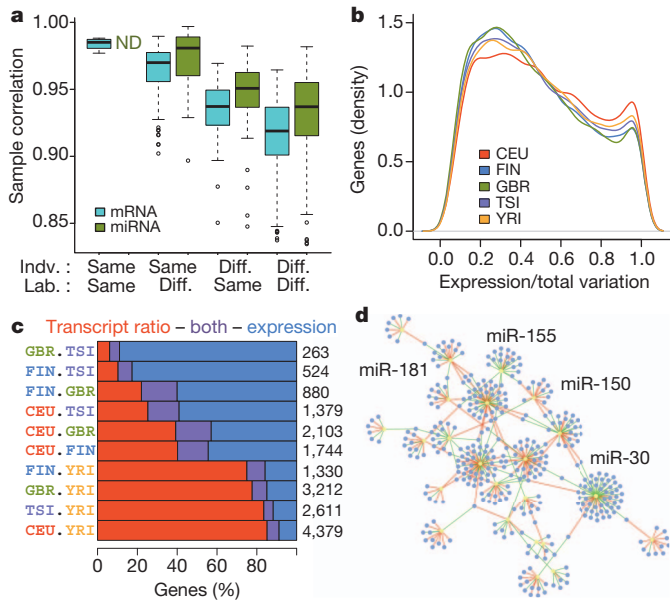 a
Sample correlation
1.00
0.95
0.90
0.85
ND
mRNA
miRNA
Indv. : Same Same Diff. Diff.
Lab. : Same Diff. Same Diff.
b
Genes (density)
1.5
1.0
0.5
0.0
CEU
FIN
GBR
TSI
YRI
0.0 0.2 0.4 0.6 0.8 1.0
Expression/total variation
c
Transcript ratio – both – expression
GBR.TSI 263
FIN.TSI 524
FIN.GBR 880
CEU.TSI 1,379
CEU.GBR 2,103
CEU.FIN 1,744
FIN.YRI 1,330
GBR.YRI 3,212
TSI.YRI 2,611
CEU.YRI 4,379
0 20 40 60 80
Genes (%)
d
miR-155
miR-181
miR-150
miR-30